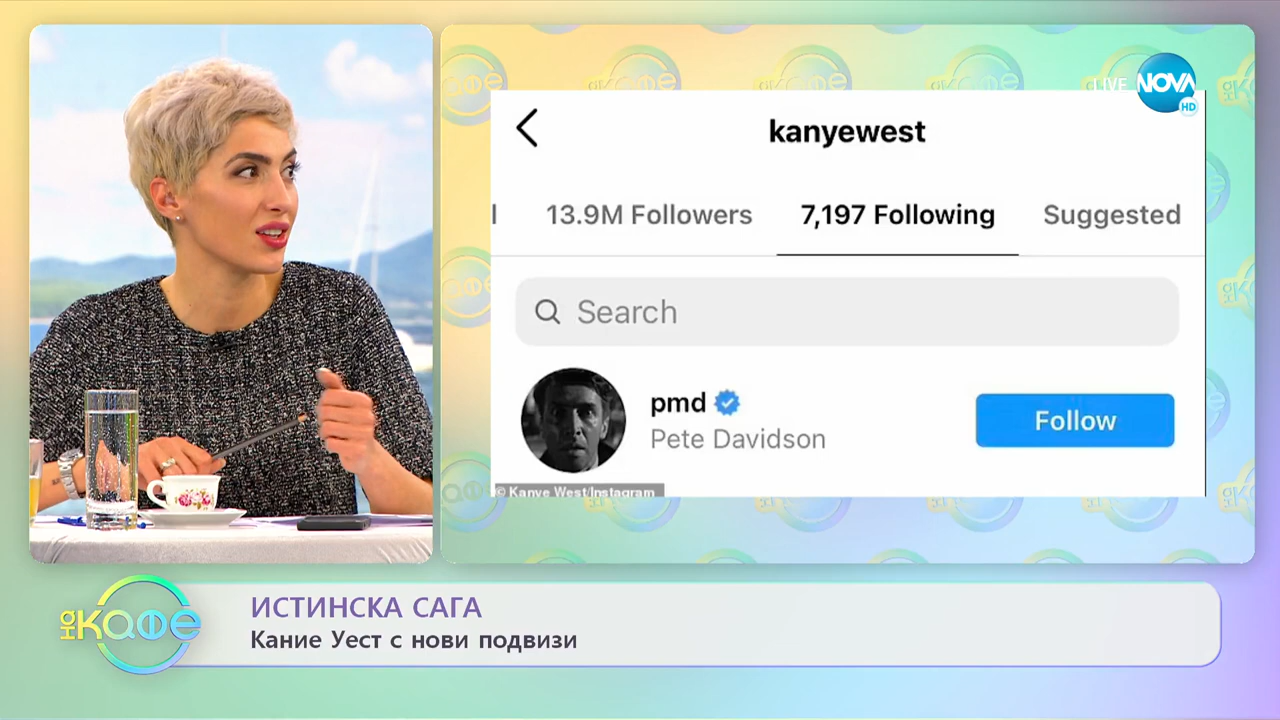 LIVE NOVA
HD
kanyewest
13.9M Followers 7,197 Following Suggested
Search
pmd
Pete Davidson
Follow
© Kanye West/Instagram
НА КАФЕ
ИСТИНСКА САГА
Кание Уест с нови подвизи